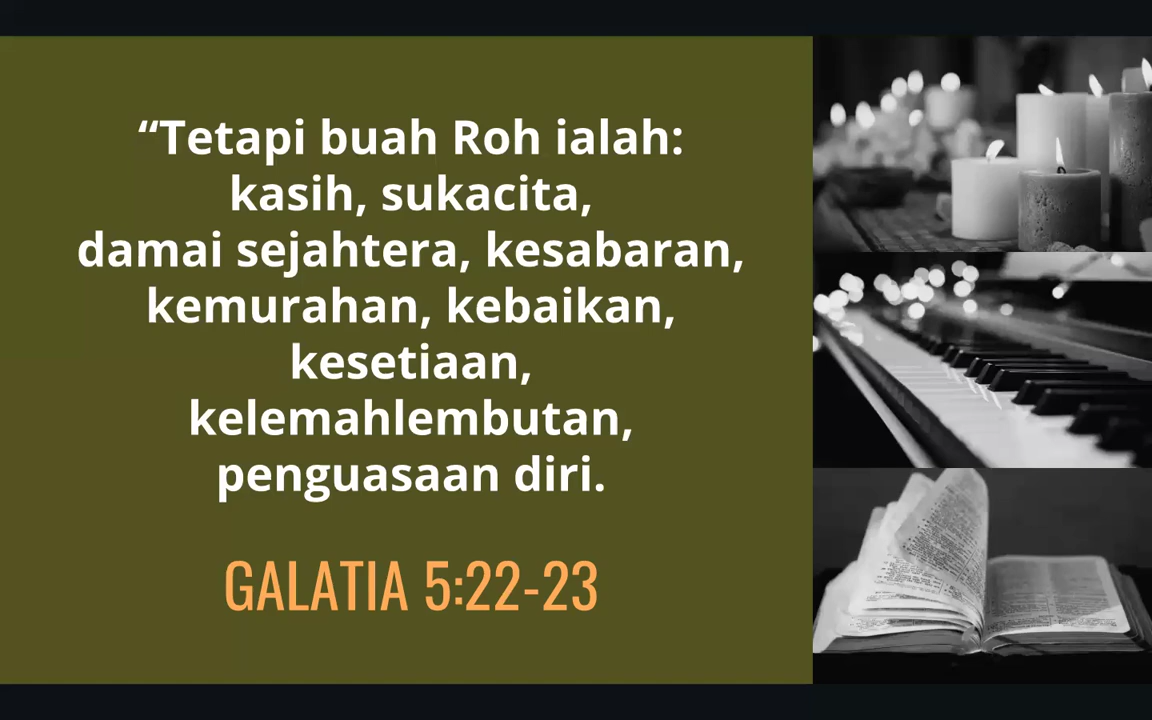 “Tetapi buah Roh ialah:
kasih, sukacita,
damai sejahtera, kesabaran,
kemurahan, kebaikan,
kesetiaan,
kelemahlembutan,
penguasaan diri.
GALATIA 5:22-23